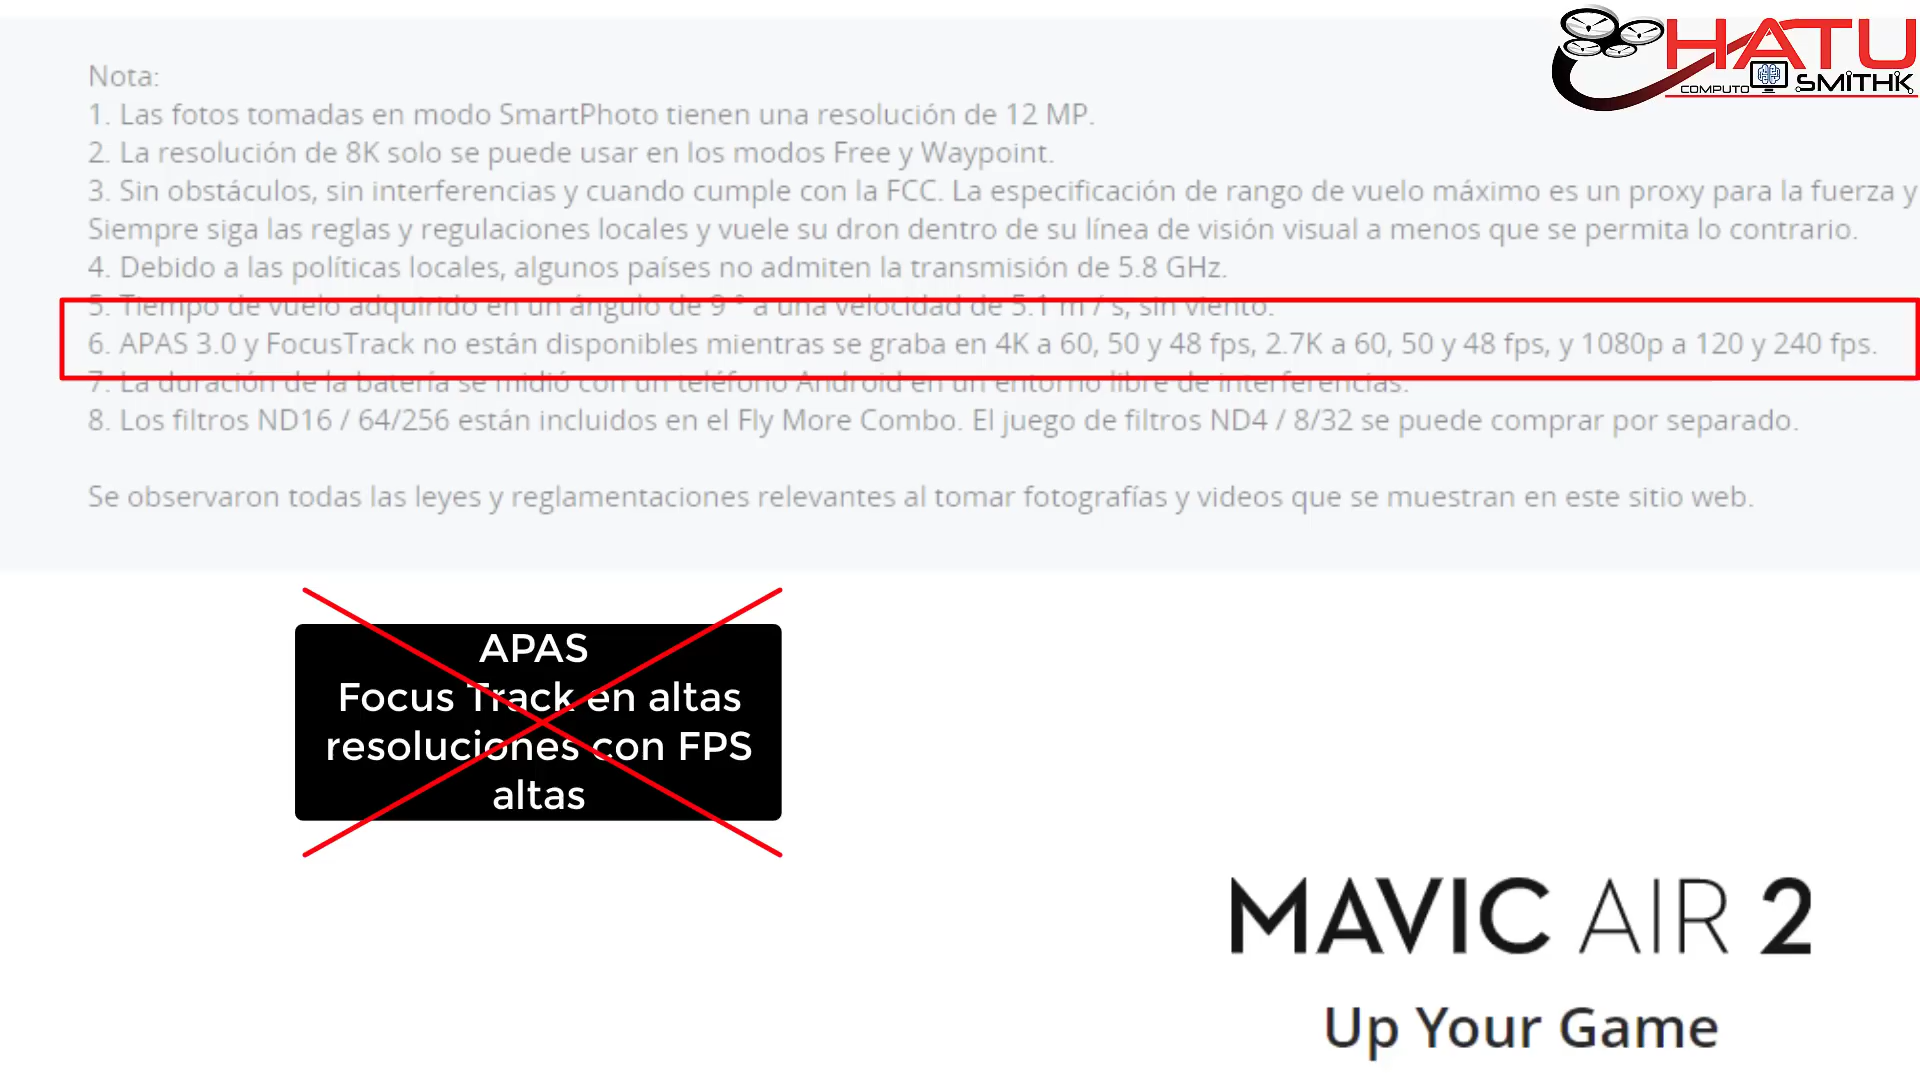 HATU
COMPUTO SMITHK
Nota:
1. Las fotos tomadas en modo SmartPhoto tienen una resolución de 12 MP.
2. La resolución de 8K solo se puede usar en los modos Free y Waypoint.
3. Sin obstáculos, sin interferencias y cuando cumple con la FCC. La especificación de rango de vuelo máximo es un proxy para la fuerza y
Siempre siga las reglas y regulaciones locales y vuele su dron dentro de su línea de visión visual a menos que se permita lo contrario.
4. Debido a las políticas locales, algunos países no admiten la transmisión de 5.8 GHz.
5. Tiempo de vuelo adquirido en un ángulo de 9 ° a una velocidad de 5.1 m / s, sin viento.
6. APAS 3.0 y FocusTrack no están disponibles mientras se graba en 4K a 60, 50 y 48 fps, 2.7K a 60, 50 y 48 fps, y 1080p a 120 y 240 fps.
7. La duración de la batería se midió con un teléfono Android en un entorno libre de interferencias.
8. Los filtros ND16 / 64/256 están incluidos en el Fly More Combo. El juego de filtros ND4 / 8/32 se puede comprar por separado.
Se observaron todas las leyes y reglamentaciones relevantes al tomar fotografías y videos que se muestran en este sitio web.
APAS
Focus Track en altas
resoluciones con FPS
altas
MAVIC AIR 2
Up Your Game